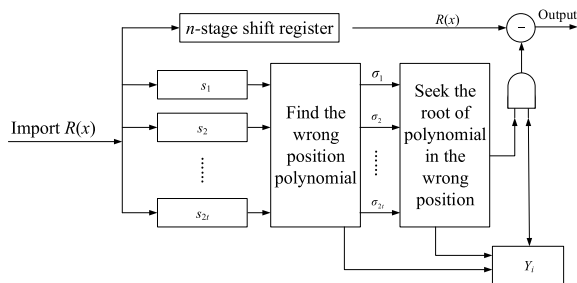 n-stage shift register
R(x)
−
Output
Import R(x)
s₁
s₂
......
s₂ₜ
Find the
wrong
position
polynomial
σ₁
σ₂
......
σ₂ₜ
Seek the
root of
polynomial
in the
wrong
position
Yᵢ